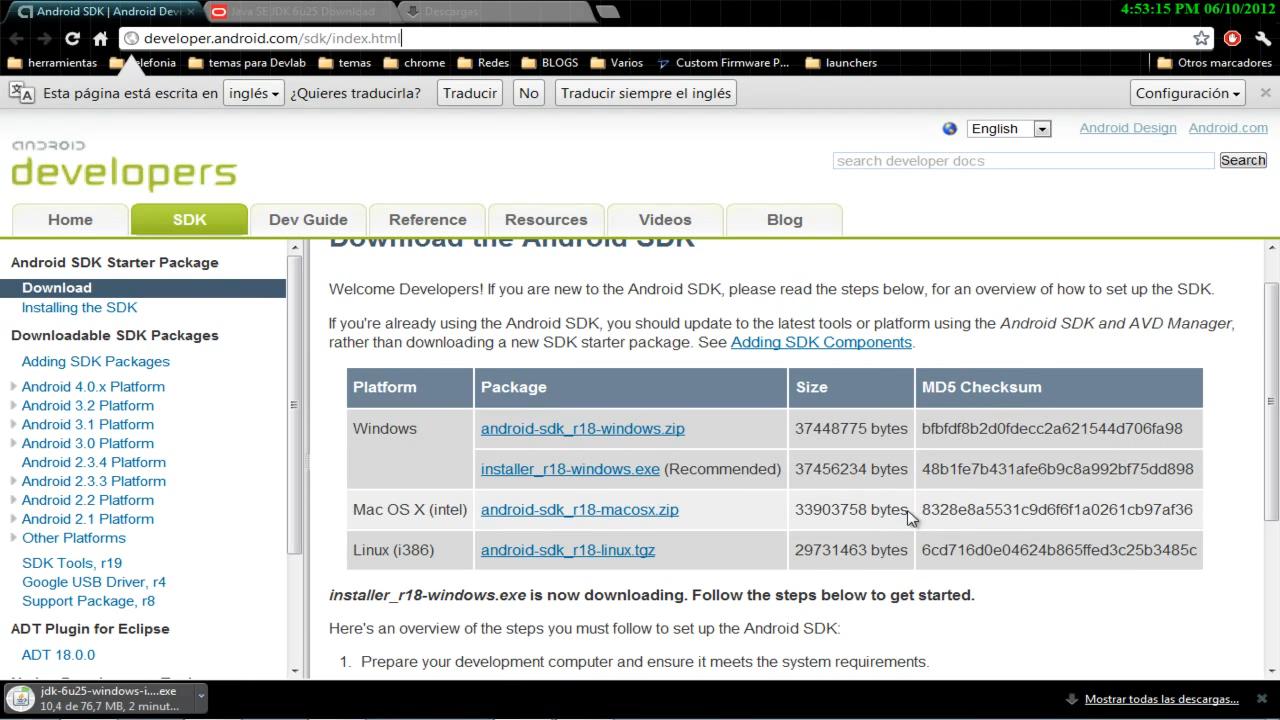 4:53:15 PM 06/10/2012
Android SDK | Android Dev
Java SE JDK 6u25 Download
Descargas
developer.android.com/sdk/index.html
herramientas
elefonia
temas para Devlab
temas
chrome
Redes
BLOGS
Varios
Custom Firmware P...
launchers
Otros marcadores
Esta página está escrita en inglés ¿Quieres traducirla? Traducir No Traducir siempre el inglés Configuración
English Android Design Android.com
android
developers
search developer docs Search
Home SDK Dev Guide Reference Resources Videos Blog
Android SDK Starter Package
Download
Installing the SDK
Downloadable SDK Packages
Adding SDK Packages
Android 4.0.x Platform
Android 3.2 Platform
Android 3.1 Platform
Android 3.0 Platform
Android 2.3.4 Platform
Android 2.3.3 Platform
Android 2.2 Platform
Android 2.1 Platform
Other Platforms
SDK Tools, r19
Google USB Driver, r4
Support Package, r8
ADT Plugin for Eclipse
ADT 18.0.0
Download the Android SDK
Welcome Developers! If you are new to the Android SDK, please read the steps below, for an overview of how to set up the SDK.
If you're already using the Android SDK, you should update to the latest tools or platform using the Android SDK and AVD Manager,
rather than downloading a new SDK starter package. See Adding SDK Components.
Platform Package Size MD5 Checksum
Windows android-sdk_r18-windows.zip 37448775 bytes bfbfdf8b2d0fdecc2a621544d706fa98
installer_r18-windows.exe (Recommended) 37456234 bytes 48b1fe7b431afe6b9c8a992bf75dd898
Mac OS X (intel) android-sdk_r18-macosx.zip 33903758 bytes 8328e8a5531c9d6f6f1a0261cb97af36
Linux (i386) android-sdk_r18-linux.tgz 29731463 bytes 6cd716d0e04624b865ffed3c25b3485c
installer_r18-windows.exe is now downloading. Follow the steps below to get started.
Here's an overview of the steps you must follow to set up the Android SDK:
1. Prepare your development computer and ensure it meets the system requirements.
jdk-6u25-windows-i....exe
10,4 de 76,7 MB, 2 minut...
Mostrar todas las descargas...